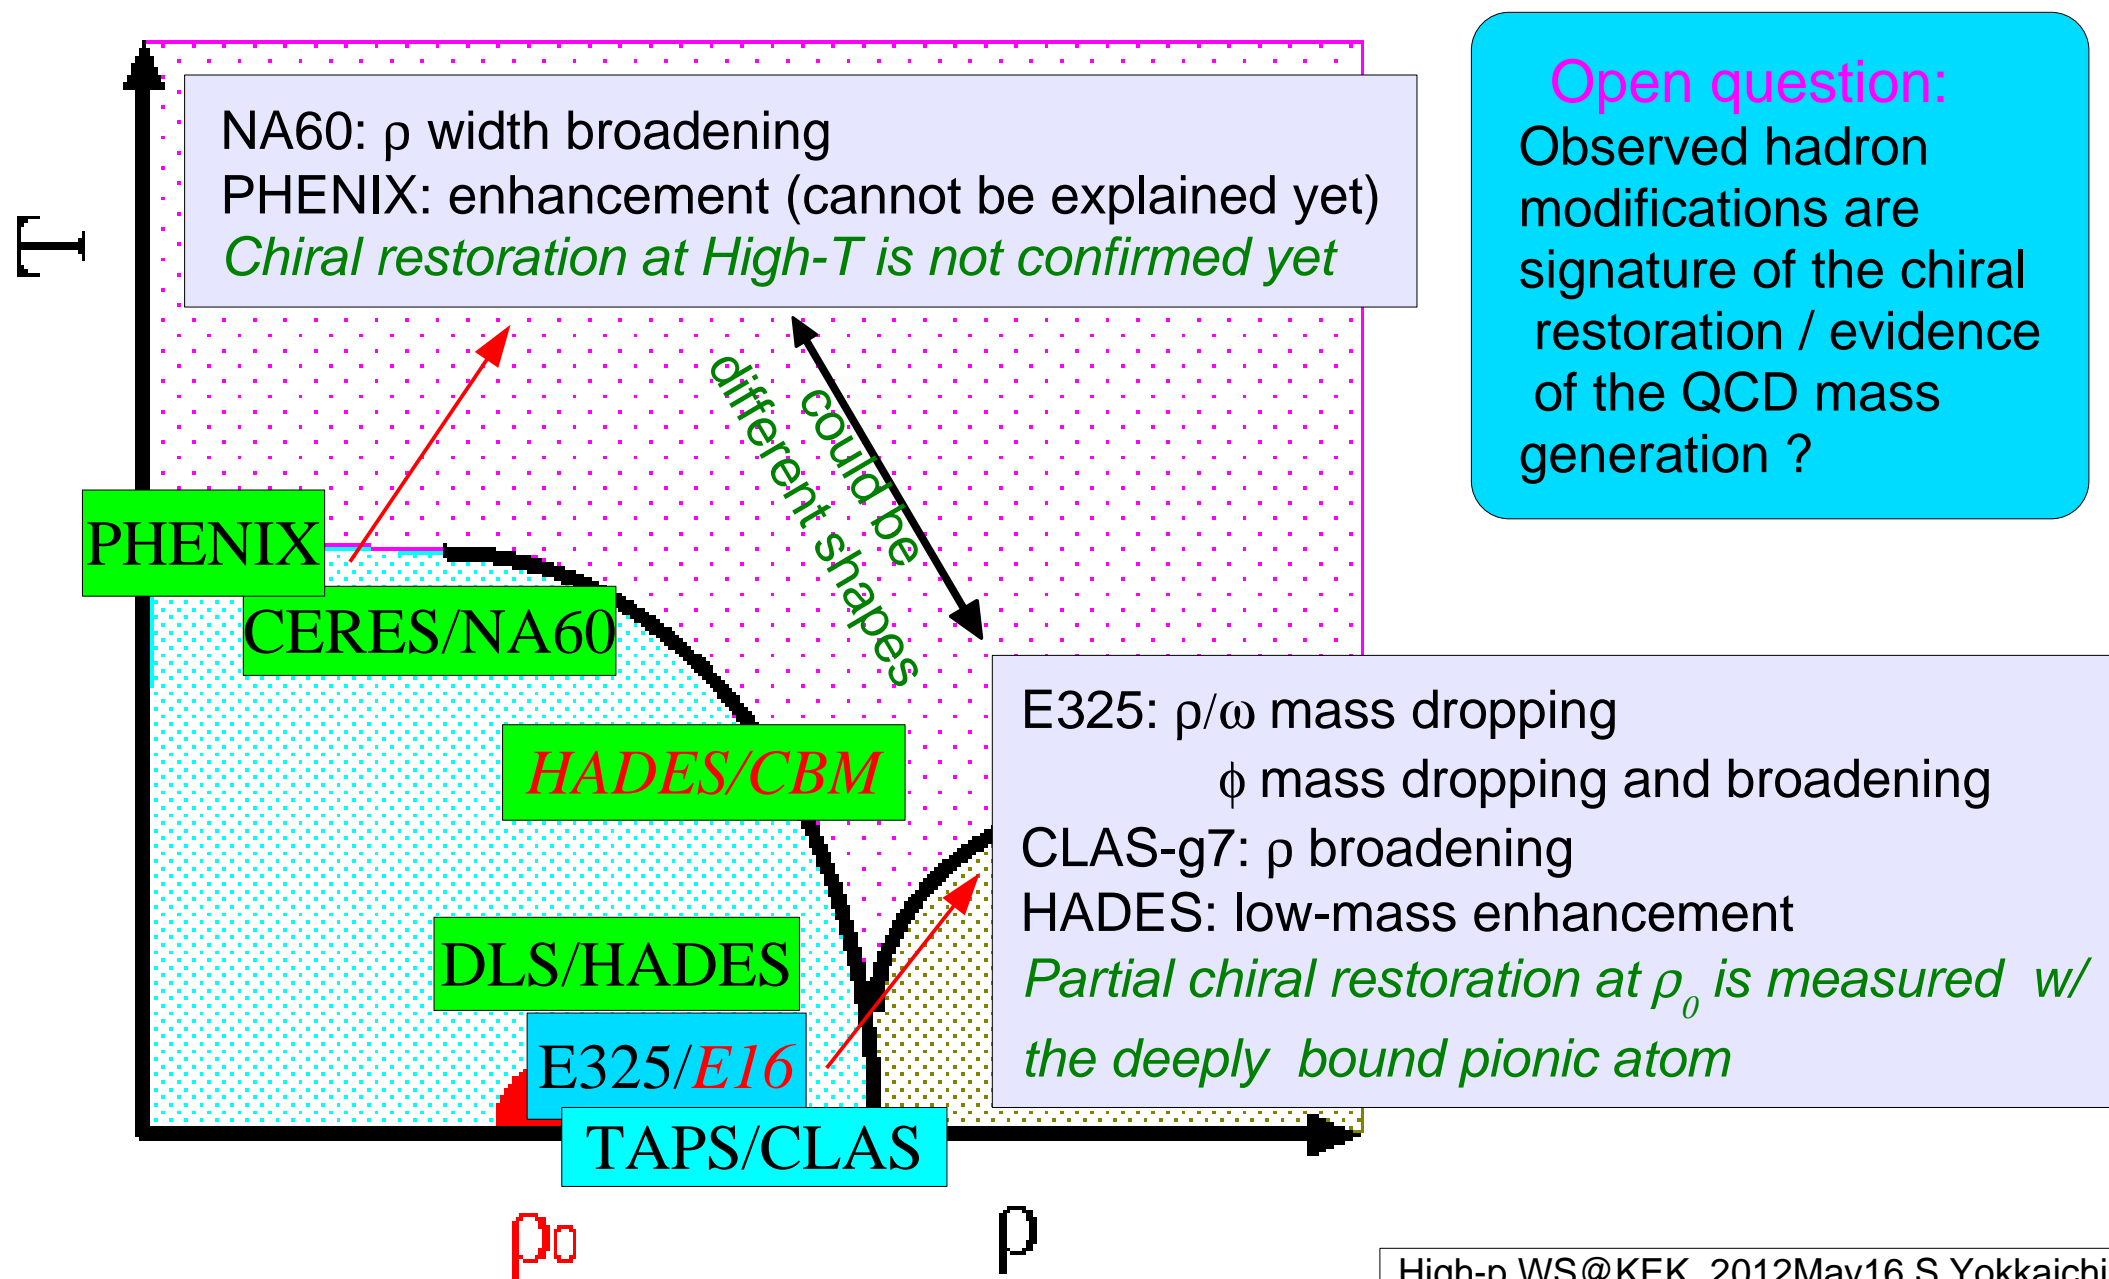 NA60: ρ width broadening
PHENIX: enhancement (cannot be explained yet)
Chiral restoration at High-T is not confirmed yet
Open question:
Observed hadron
modifications are
signature of the chiral
restoration / evidence
of the QCD mass
generation ?
T
could be
different shapes
PHENIX
CERES/NA60
HADES/CBM
DLS/HADES
E325/E16
TAPS/CLAS
E325: ρ/ω mass dropping
ϕ mass dropping and broadening
CLAS-g7: ρ broadening
HADES: low-mass enhancement
Partial chiral restoration at ρ₀ is measured w/
the deeply bound pionic atom
ρ₀
ρ
High-p WS@KEK 2012May16 S.Yokkaichi